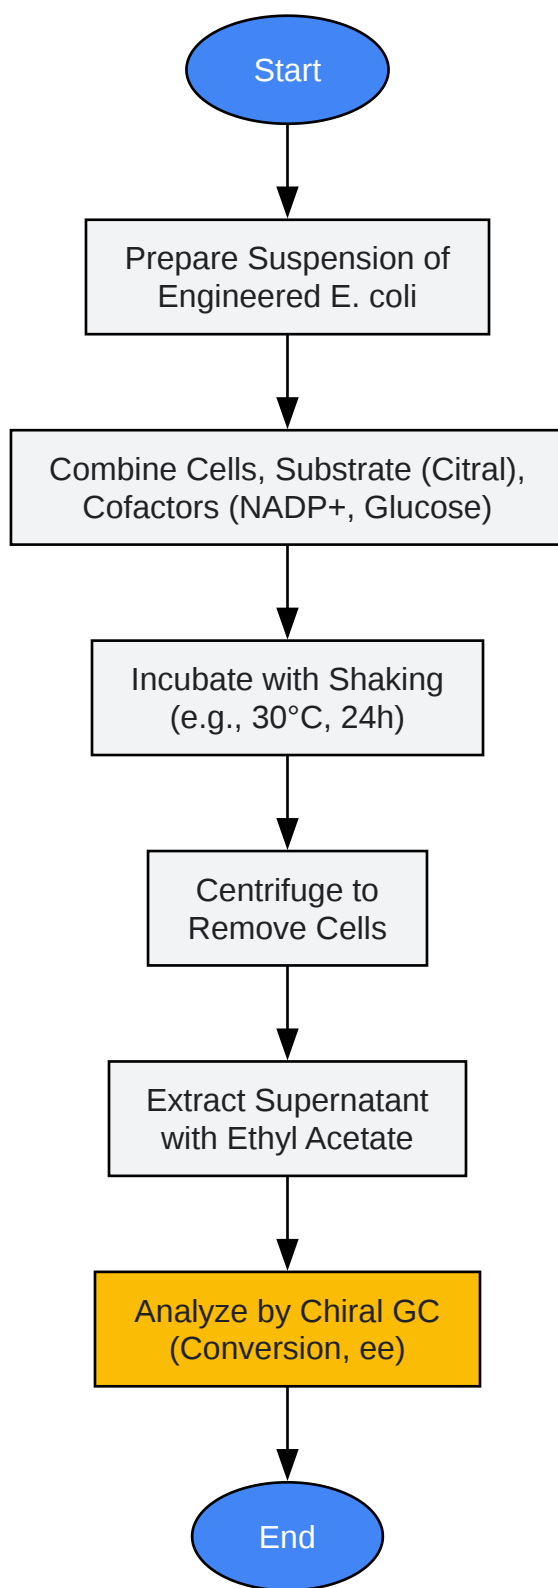 Start
Prepare Suspension of
Engineered E. coli
Combine Cells, Substrate (Citral),
Cofactors (NADP+, Glucose)
Incubate with Shaking
(e.g., 30°C, 24h)
Centrifuge to
Remove Cells
Extract Supernatant
with Ethyl Acetate
Analyze by Chiral GC
(Conversion, ee)
End